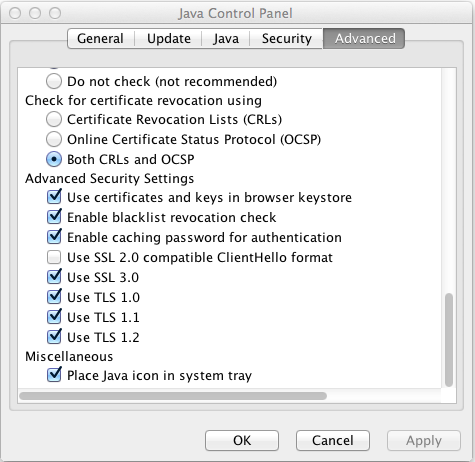 Java Control Panel
General Update Java Security Advanced
Do not check (not recommended)
Check for certificate revocation using
Certificate Revocation Lists (CRLs)
Online Certificate Status Protocol (OCSP)
Both CRLs and OCSP
Advanced Security Settings
Use certificates and keys in browser keystore
Enable blacklist revocation check
Enable caching password for authentication
Use SSL 2.0 compatible ClientHello format
Use SSL 3.0
Use TLS 1.0
Use TLS 1.1
Use TLS 1.2
Miscellaneous
Place Java icon in system tray
OK Cancel Apply